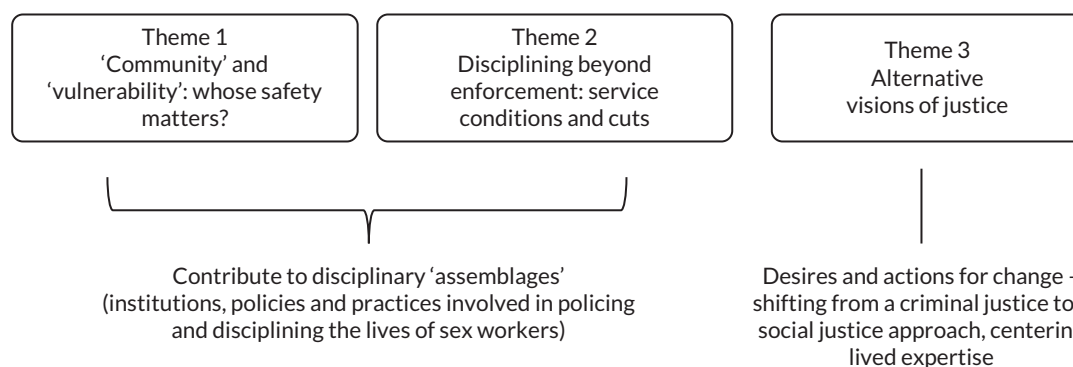 Theme 1
‘Community’ and
‘vulnerability’: whose safety
matters?
Theme 2
Disciplining beyond
enforcement: service
conditions and cuts
Theme 3
Alternative
visions of justice
Contribute to disciplinary ‘assemblages’
(institutions, policies and practices involved in policing
and disciplining the lives of sex workers)
Desires and actions for change -
shifting from a criminal justice to
social justice approach, centerin
lived expertise